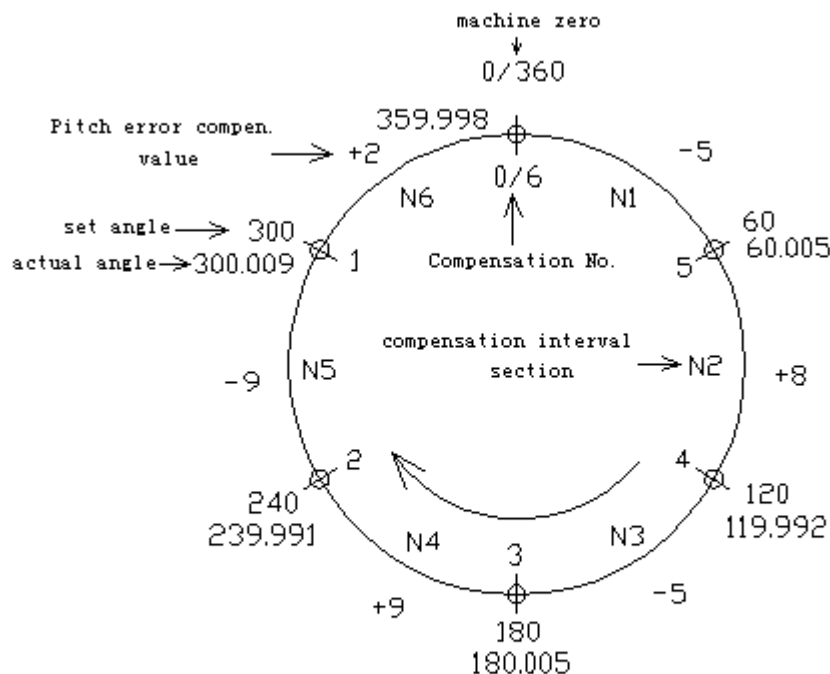 machine zero
0/360
359.998
Pitch error compen.
value
+2
-5
0/6
N6
N1
set angle
300
60
actual angle
300.009
1
Compensation No.
5
60.005
compensation interval
section
-9
N5
N2
+8
2
4
240
120
239.991
N4
3
N3
119.992
+9
-5
180
180.005